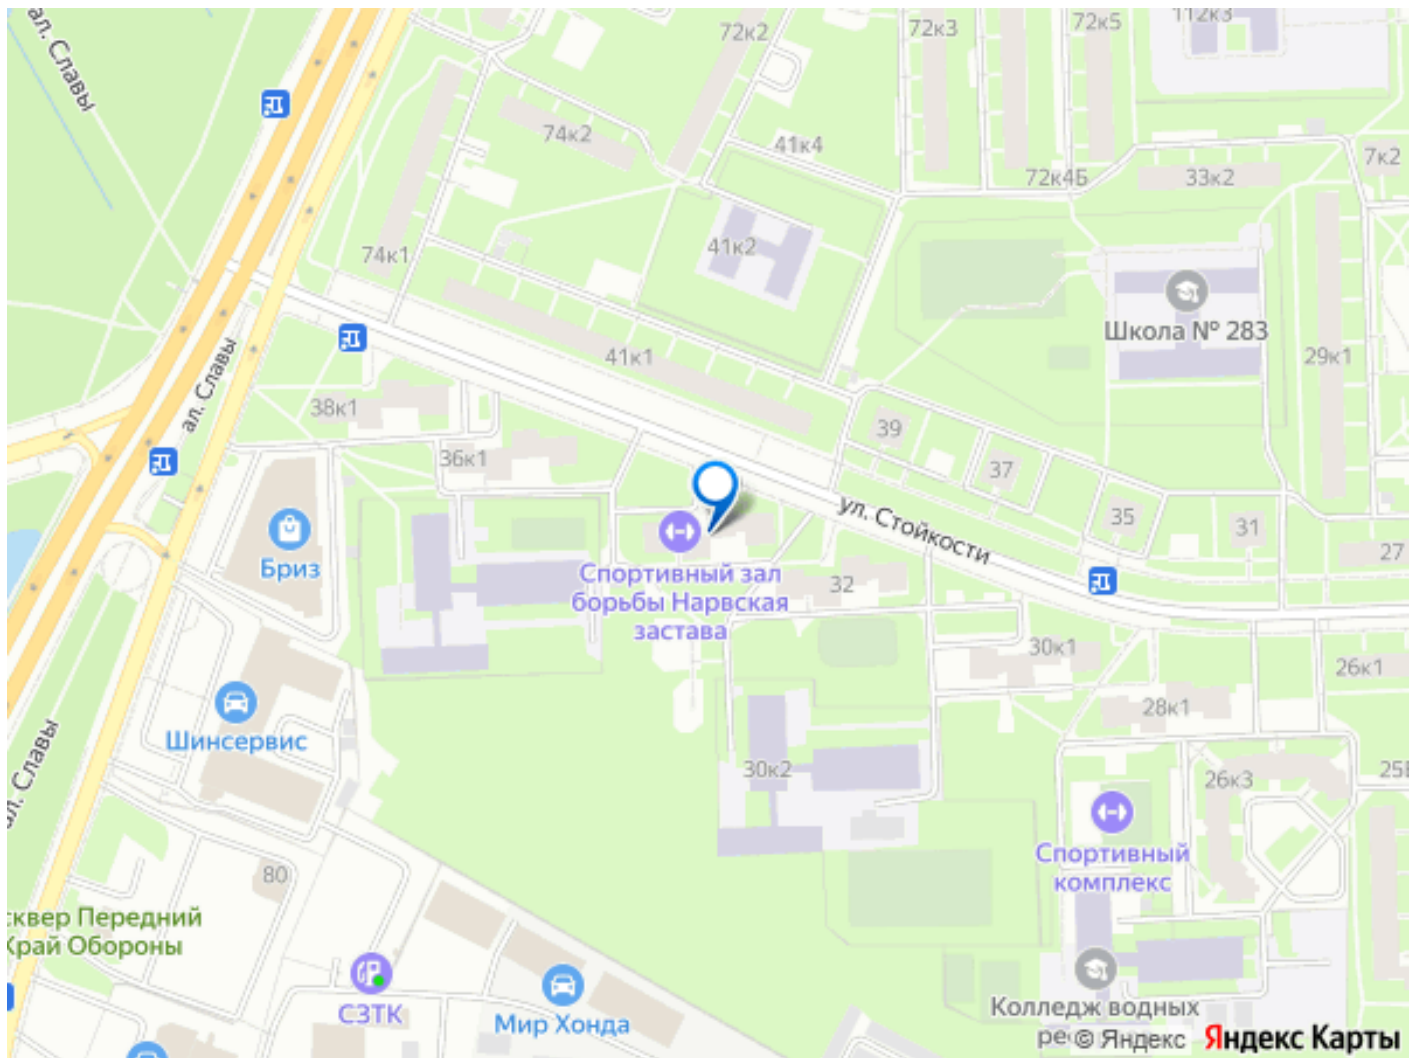 ал. Славы
72к2
72к3
72к5
112к3
74к2
41к4
7к2
72к4Б
33к2
41к2
74к1
Школа № 283
41к1
29к1
ал. Славы
38к1
39
36к1
37
ул. Стойкости
35
31
27
Бриз
Спортивный зал
борьбы Нарвская
застава
32
30к1
26к1
28к1
Шинсервис
30к2
26к3
ал. Славы
Спортивный
комплекс
80
сквер Передний
Край Обороны
СЗТК
Мир Хонда
Колледж водных
© Яндекс
Яндекс Карты